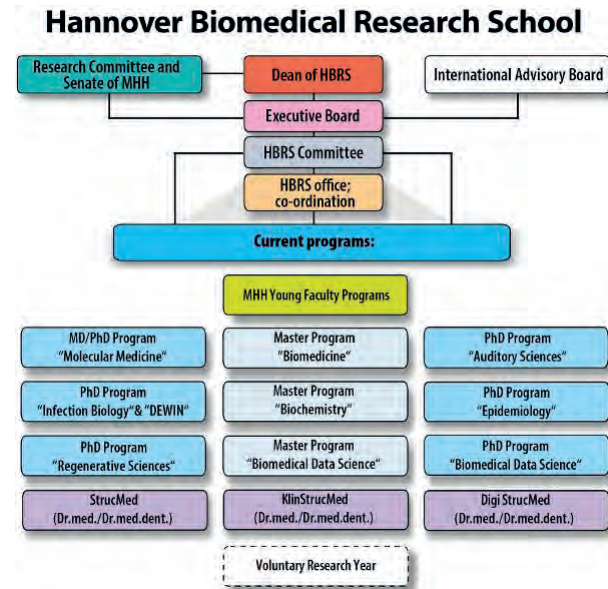 Hannover Biomedical Research School
Research Committee and
Senate of MHH
Dean of HBRS
International Advisory Board
Executive Board
HBRS Committee
HBRS office;
co-ordination
Current programs:
MHH Young Faculty Programs
MD/PhD Program
"Molecular Medicine"
Master Program
"Biomedicine"
PhD Program
"Auditory Sciences"
PhD Program
"Infection Biology"& "DEWIN"
Master Program
"Biochemistry"
PhD Program
"Epidemiology"
PhD Program
"Regenerative Sciences"
Master Program
"Biomedical Data Science"
PhD Program
"Biomedical Data Science"
StrucMed
(Dr.med./Dr.med.dent.)
KlinStrucMed
(Dr.med./Dr.med.dent.)
Digi StrucMed
(Dr.med./Dr.med.dent.)
Voluntary Research Year